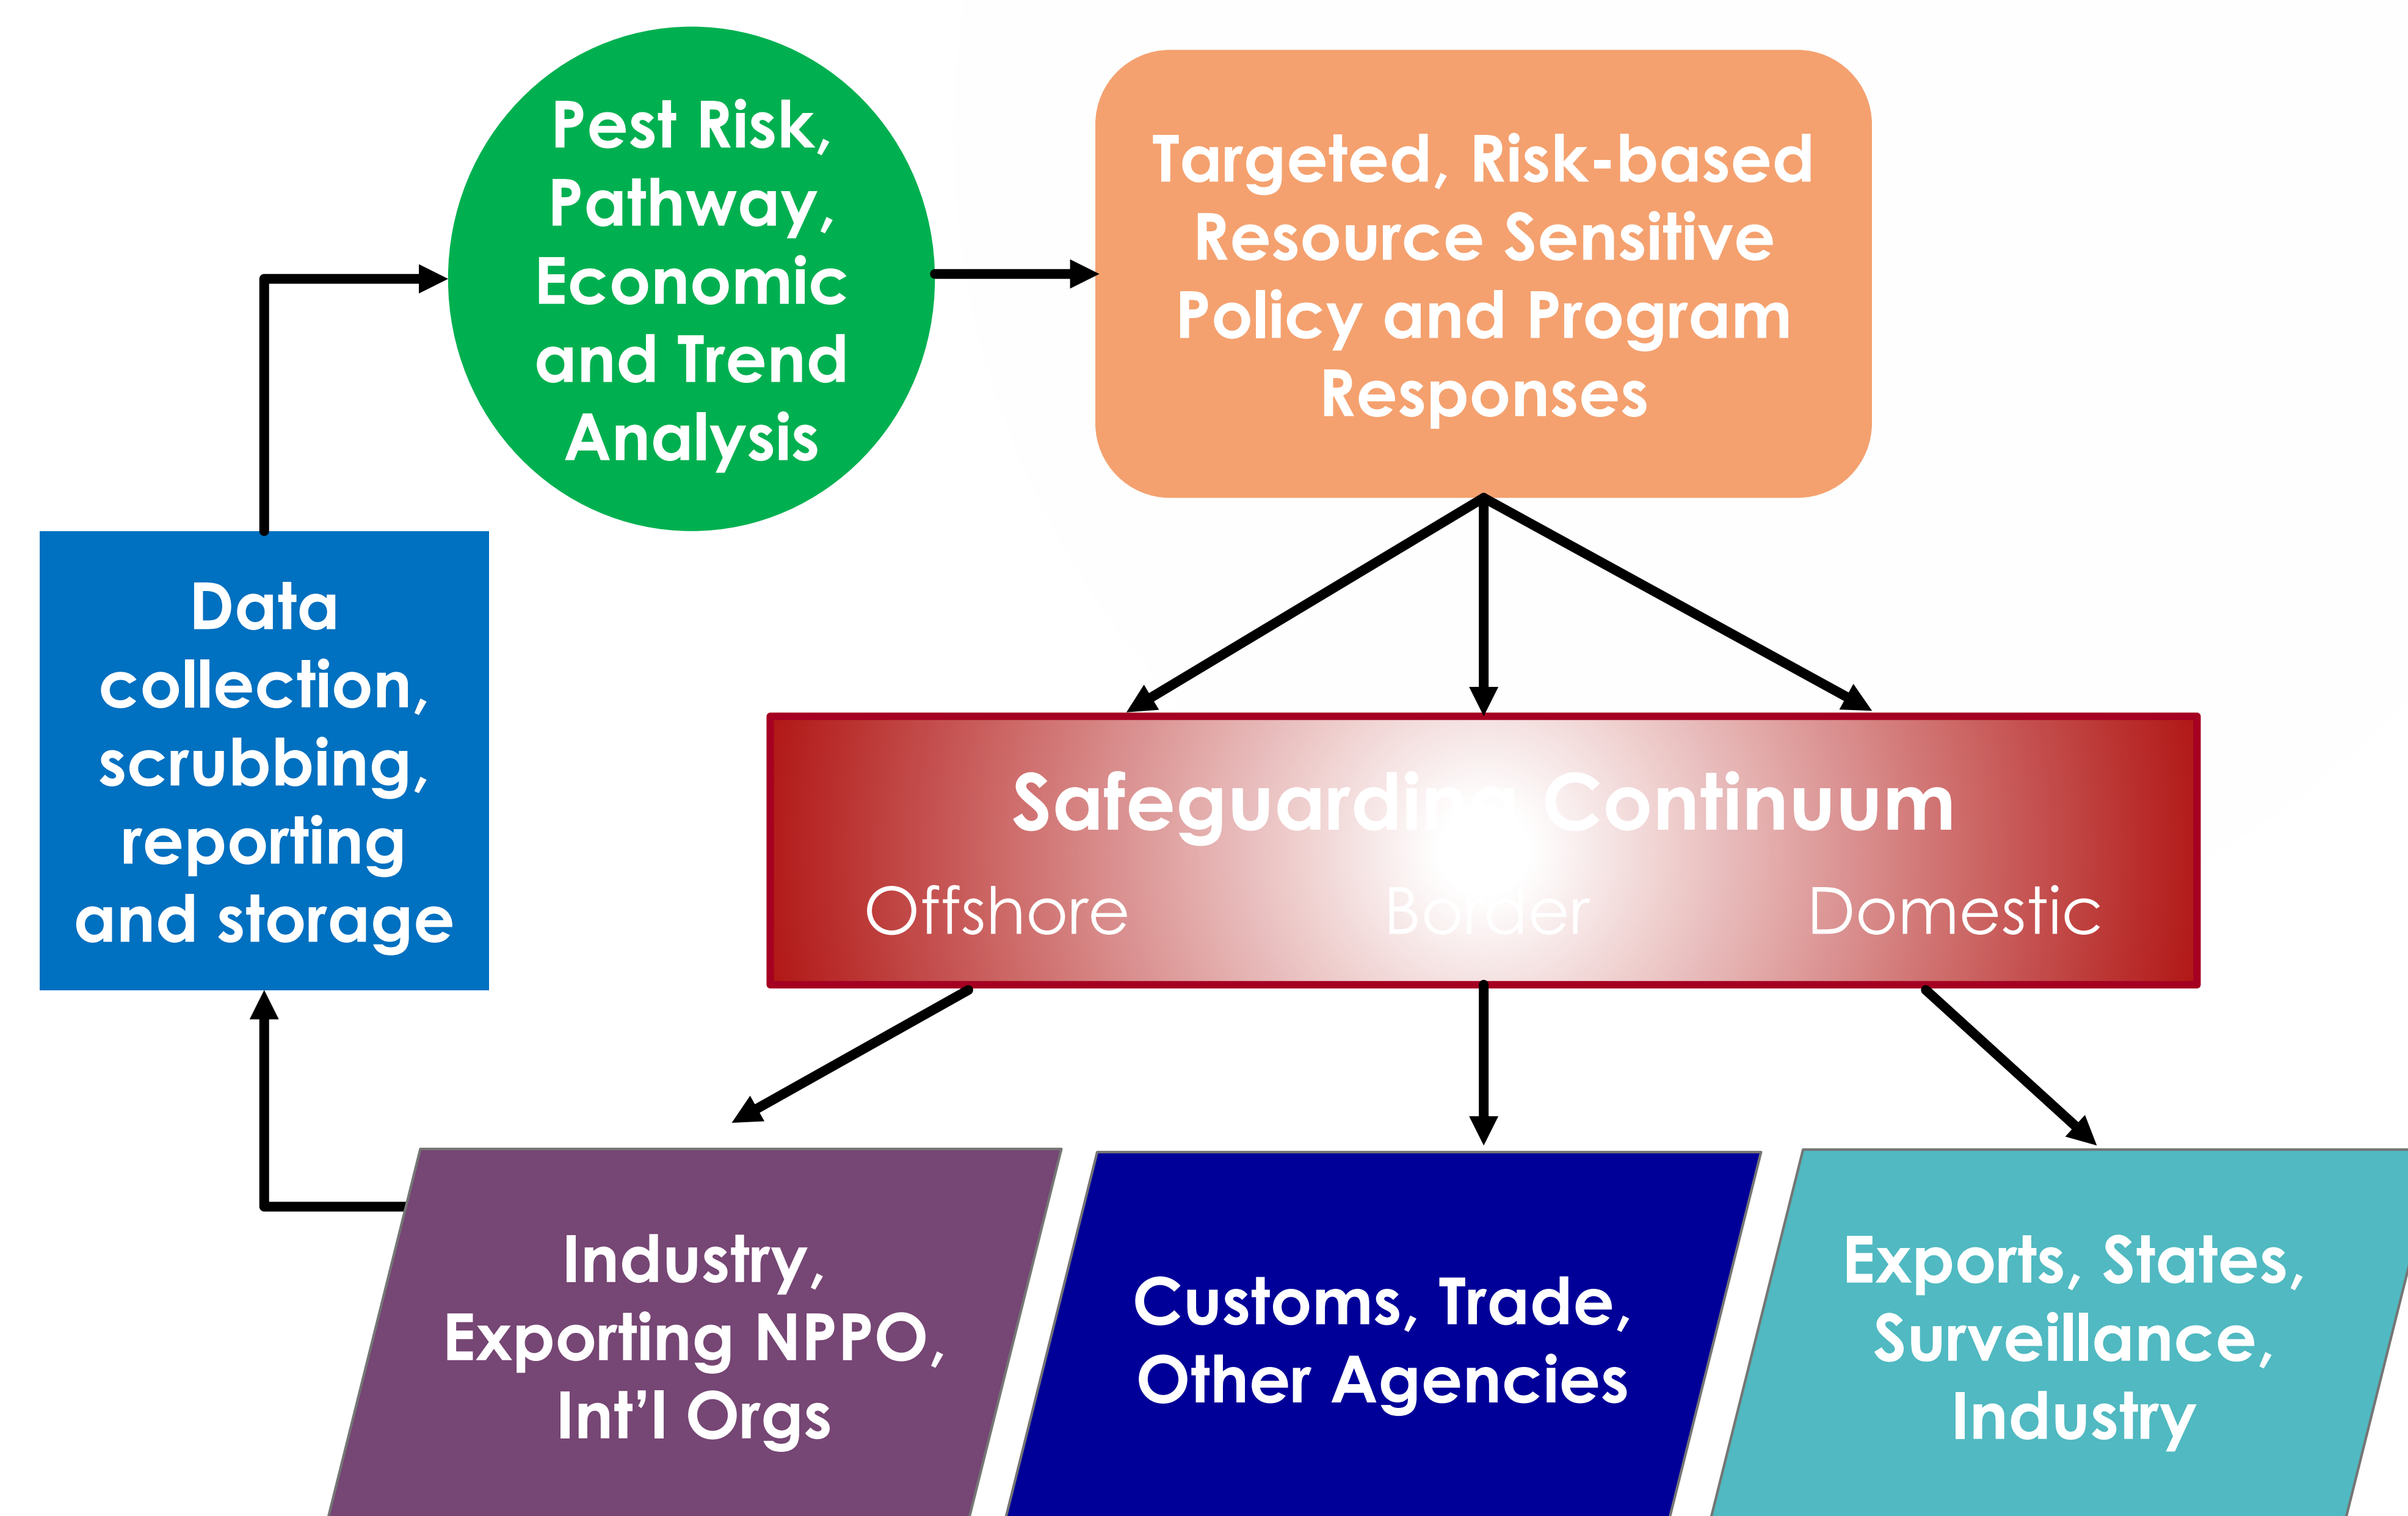 Pest Risk,
Pathway,
Economic
and Trend
Analysis
Targeted, Risk-based
Resource Sensitive
Policy and Program
Responses
Data
collection,
scrubbing,
reporting
and storage
Safeguarding Continuum
Offshore
Border
Domestic
Industry,
Exporting NPPO,
Int’l Orgs
Customs, Trade,
Other Agencies
Exports, States,
Surveillance,
Industry